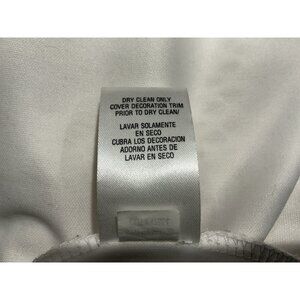 DRY CLEAN ONLY
COVER DECORATION TRIM
PRIOR TO DRY CLEAN/
LAVAR SOLAMENTE
EN SECO
CUBRA LOS DECORACION
ADORNO ANTES DE
LAVAR EN SECO